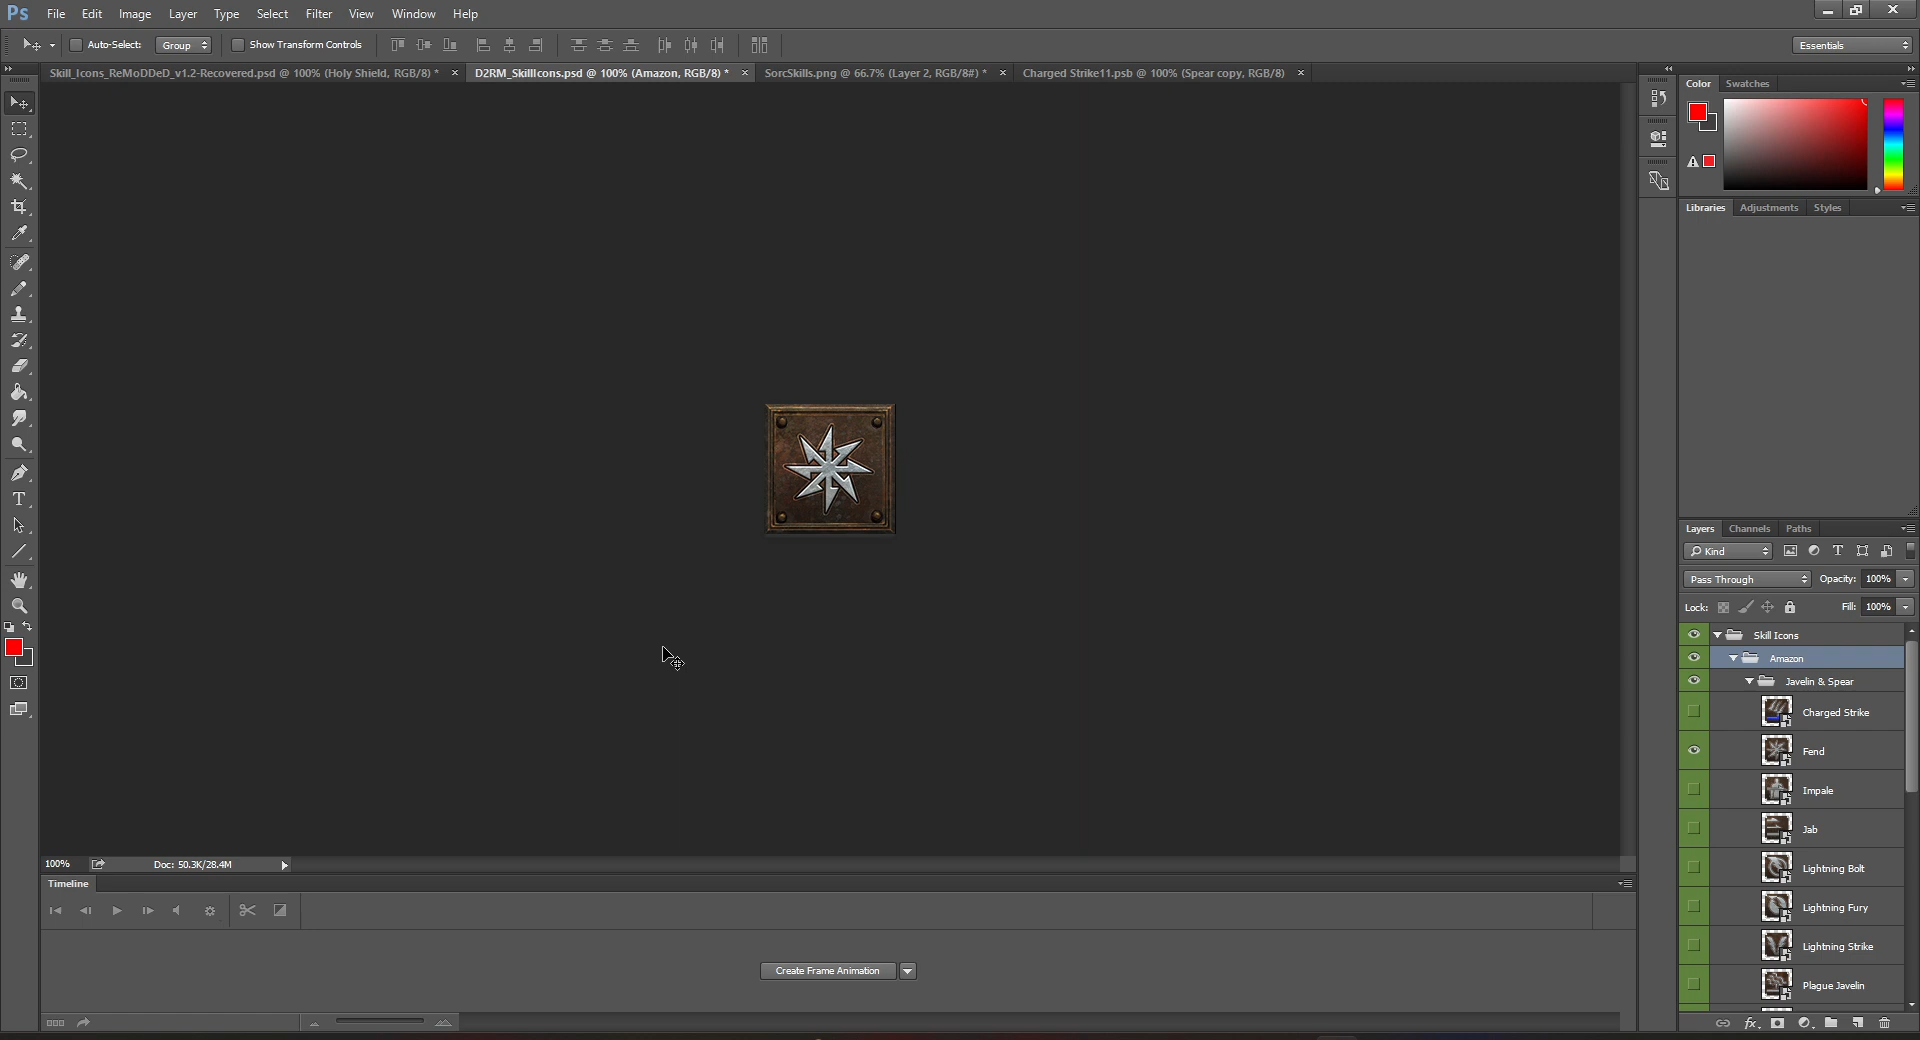 Ps File Edit Image Layer Type Select Filter View Window Help
Auto-Select: Group Show Transform Controls Essentials
Skill_Icons_ReMoDDeD_v1.2-Recovered.psd @ 100% (Holy Shield, RGB/8) * × D2RM_SkillIcons.psd @ 100% (Amazon, RGB/8) * × SorcSkills.png @ 66.7% (Layer 2, RGB/8#) * × Charged Strike11.psb @ 100% (Spear copy, RGB/8) ×
Color Swatches
Libraries Adjustments Styles
Layers Channels Paths
Kind T
Pass Through Opacity: 100%
Lock: Fill: 100%
Skill Icons
Amazon
Javelin & Spear
Charged Strike
Fend
Impale
Jab
Lightning Bolt
Lightning Fury
Lightning Strike
Plague Javelin
fx
T
100% Doc: 50.3K/28.4M
Timeline
Create Frame Animation